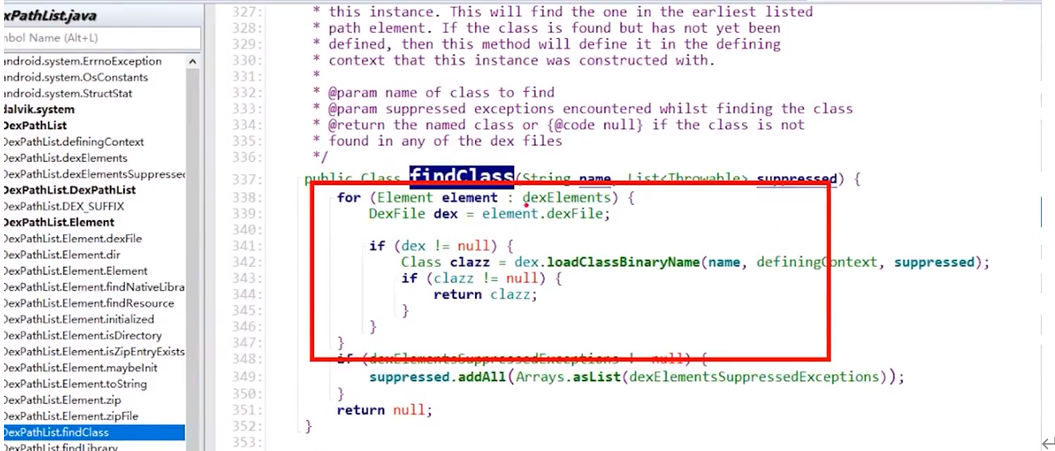 exPathList.java
mbol Name (Alt+L)
android.system.ErrnoException
android.system.OsConstants
android.system.StructStat
dalvik.system
DexPathList
DexPathList.definingContext
DexPathList.dexElements
DexPathList.dexElementsSuppressed
DexPathList.DexPathList
DexPathList.DEX_SUFFIX
DexPathList.Element
DexPathList.Element.dexFile
DexPathList.Element.dir
DexPathList.Element.Element
DexPathList.Element.findNativeLibra
DexPathList.Element.findResource
DexPathList.Element.initialized
DexPathList.Element.isDirectory
DexPathList.Element.isZipEntryExists
DexPathList.Element.maybeInit
DexPathList.Element.toString
DexPathList.Element.zip
DexPathList.Element.zipFile
DexPathList.findClass
DexPathList.findLibrary
327: * this instance. This will find the one in the earliest listed
328: * path element. If the class is found but has not yet been
329: * defined, then this method will define it in the defining
330: * context that this instance was constructed with.
331: *
332: * @param name of class to find
333: * @param suppressed exceptions encountered whilst finding the class
334: * @return the named class or {@code null} if the class is not
335: * found in any of the dex files
336: */
337: public Class findClass(String name, List<Throwable> suppressed) {
338: for (Element element : dexElements) {
339: DexFile dex = element.dexFile;
340:
341: if (dex != null) {
342: Class clazz = dex.loadClassBinaryName(name, definingContext, suppressed);
343: if (clazz != null) {
344: return clazz;
345: }
346: }
347: }
348: if (dexElementsSuppressedExceptions != null) {
349: suppressed.addAll(Arrays.asList(dexElementsSuppressedExceptions));
350: }
351: return null;
352: }
353: